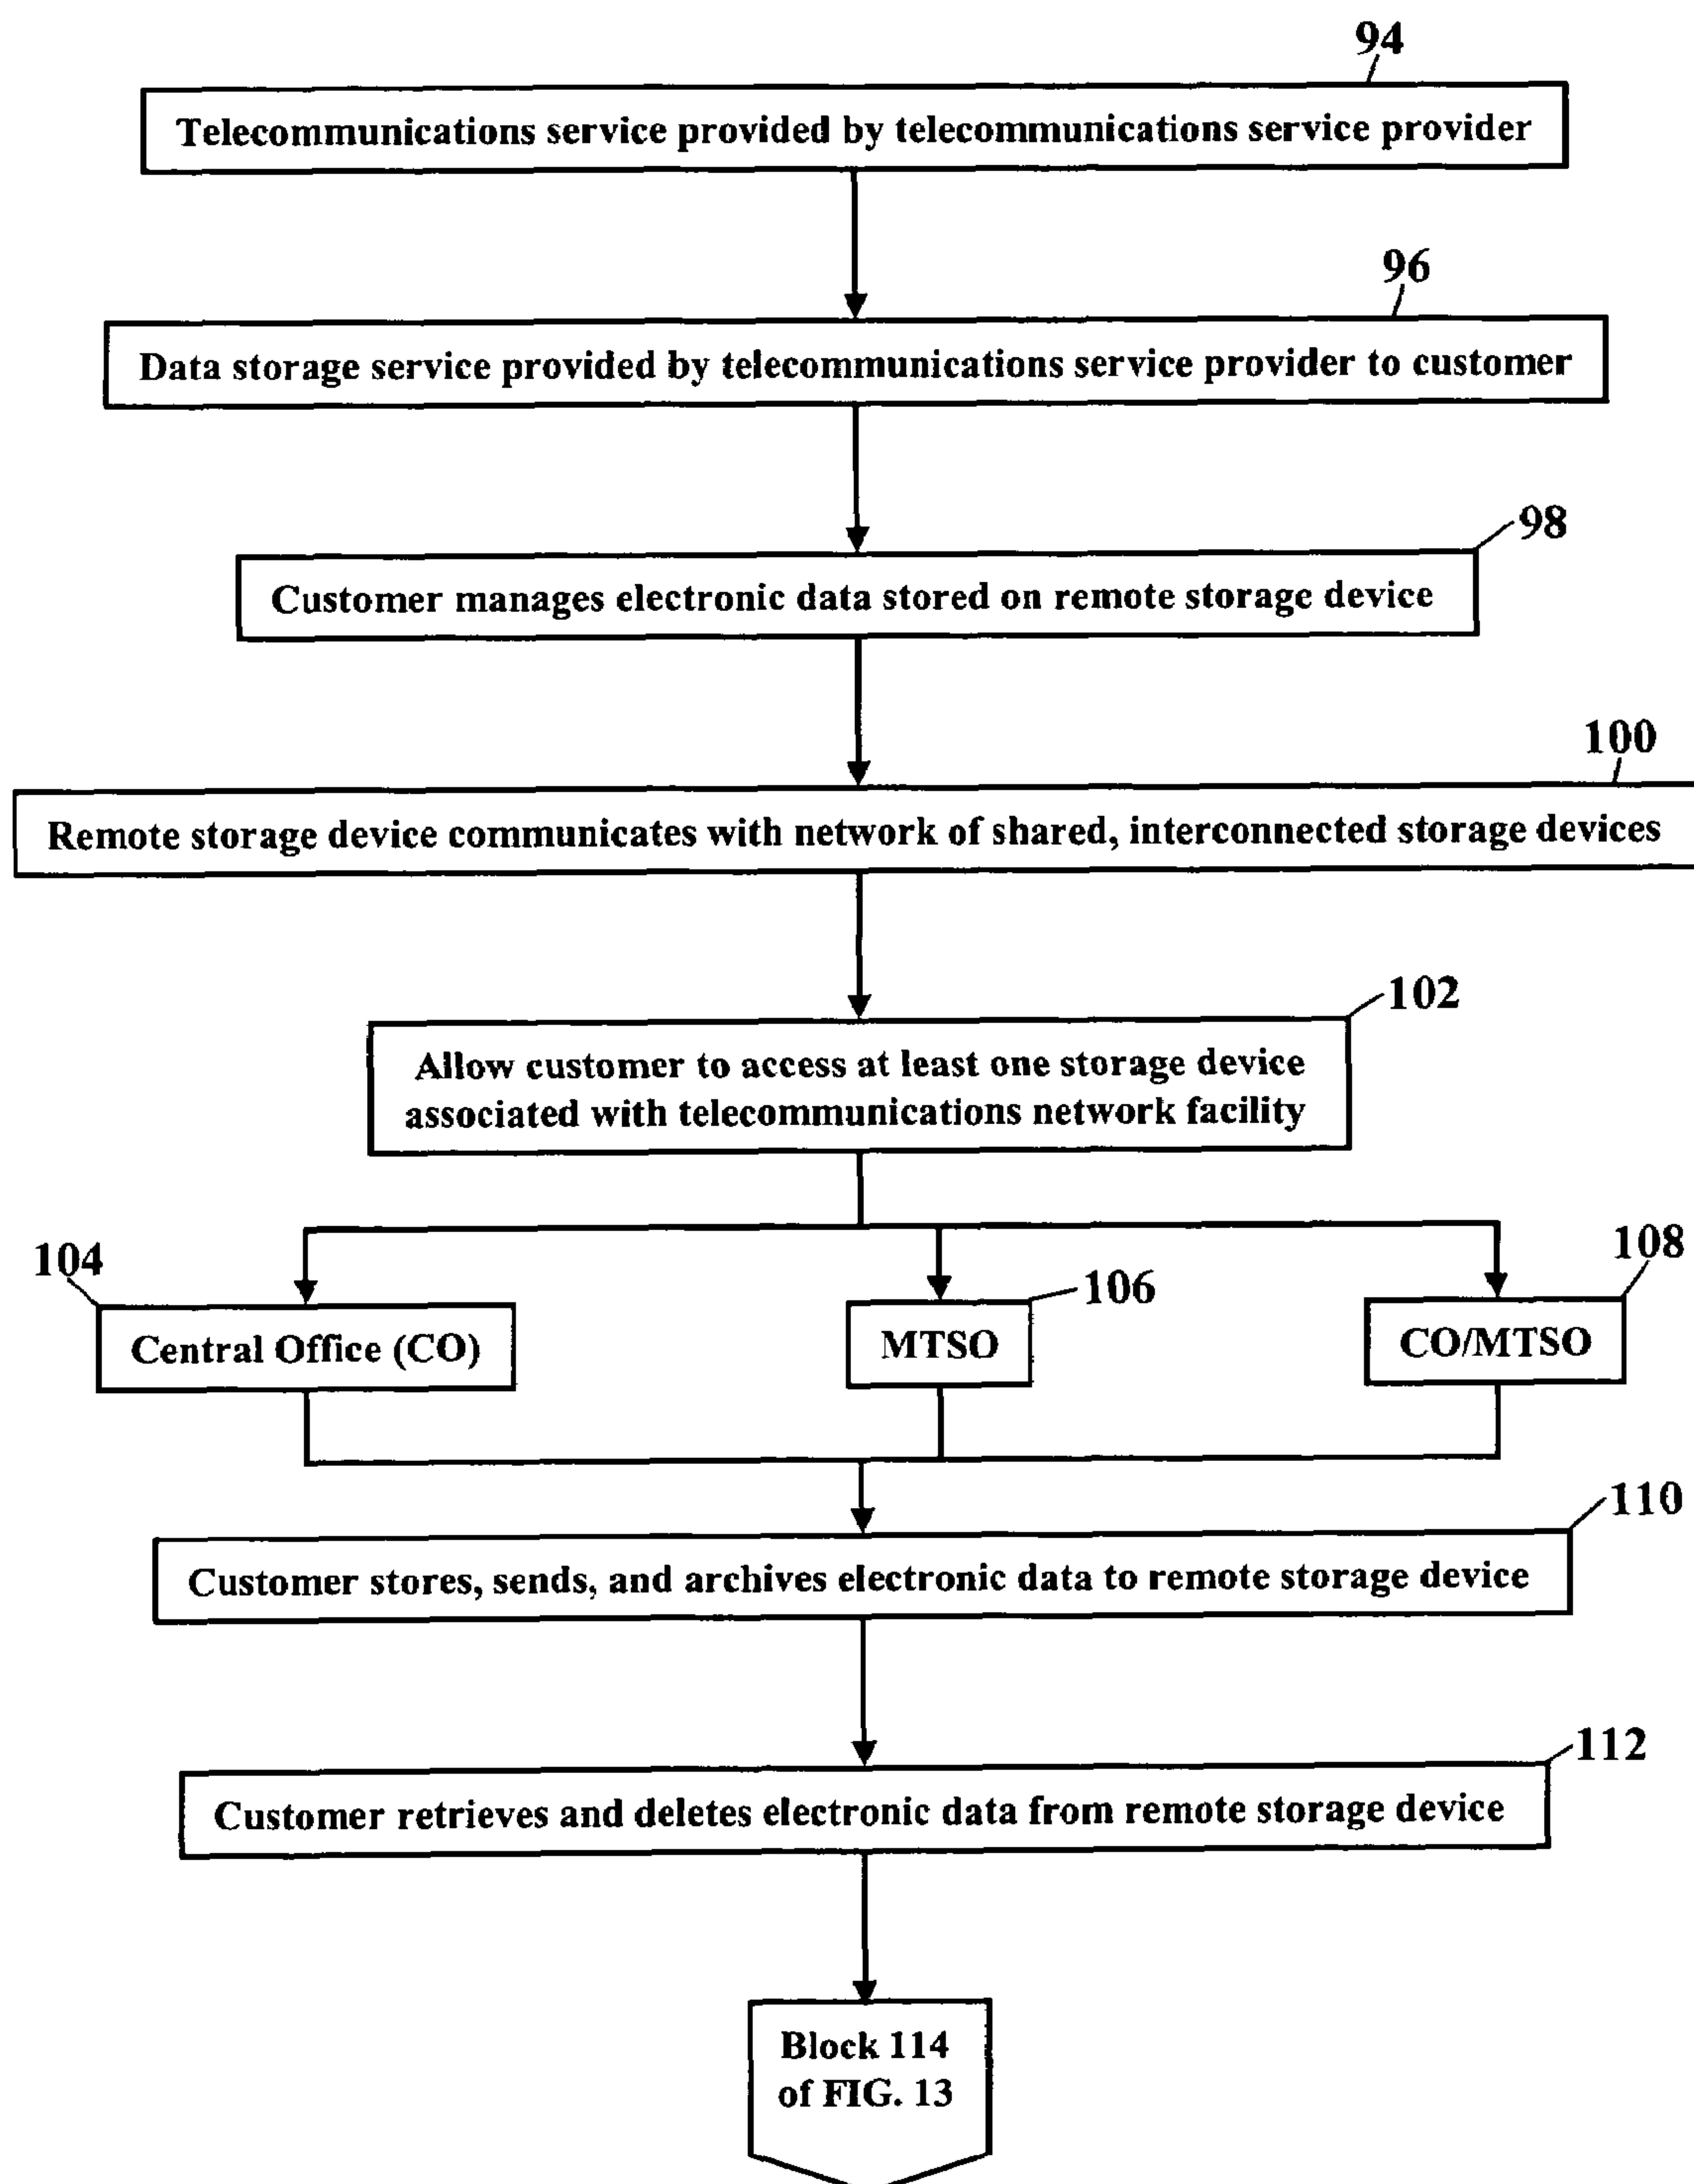 94
Telecommunications service provided by telecommunications service provider
96
Data storage service provided by telecommunications service provider to customer
98
Customer manages electronic data stored on remote storage device
100
Remote storage device communicates with network of shared, interconnected storage devices
102
Allow customer to access at least one storage device
associated with telecommunications network facility
104
Central Office (CO)
106
MTSO
108
CO/MTSO
110
Customer stores, sends, and archives electronic data to remote storage device
112
Customer retrieves and deletes electronic data from remote storage device
Block 114
of FIG. 13